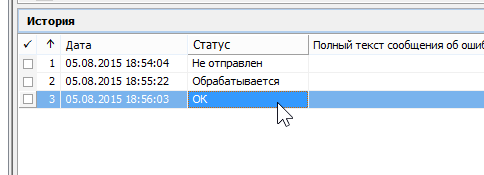 История
Дата Статус Полный текст сообщения об
1 05.08.2015 18:54:04 Не отправлен
2 05.08.2015 18:55:22 Обрабатывается
3 05.08.2015 18:56:03 OK